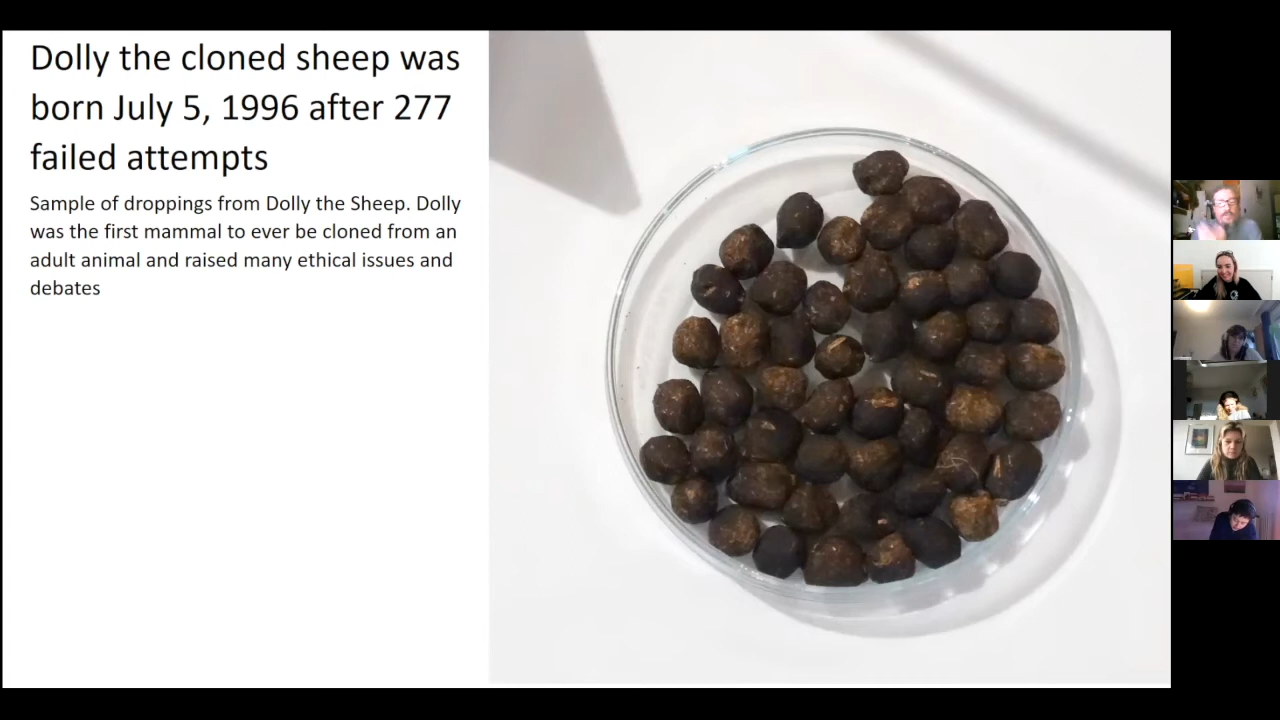 Dolly the cloned sheep was
born July 5, 1996 after 277
failed attempts
Sample of droppings from Dolly the Sheep. Dolly
was the first mammal to ever be cloned from an
adult animal and raised many ethical issues and
debates